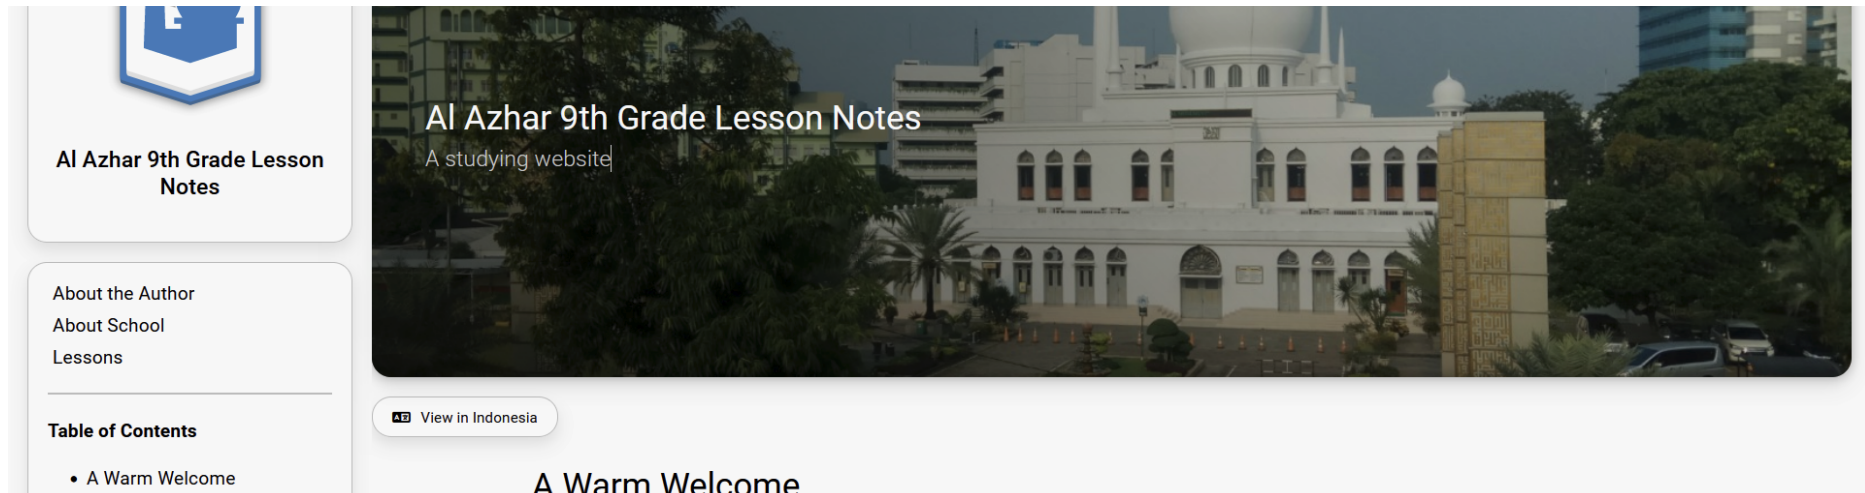 Al Azhar 9th Grade Lesson
Notes
About the Author
About School
Lessons
Table of Contents
A Warm Welcome
Al Azhar 9th Grade Lesson Notes
A studying website
View in Indonesia
A Warm Welcome